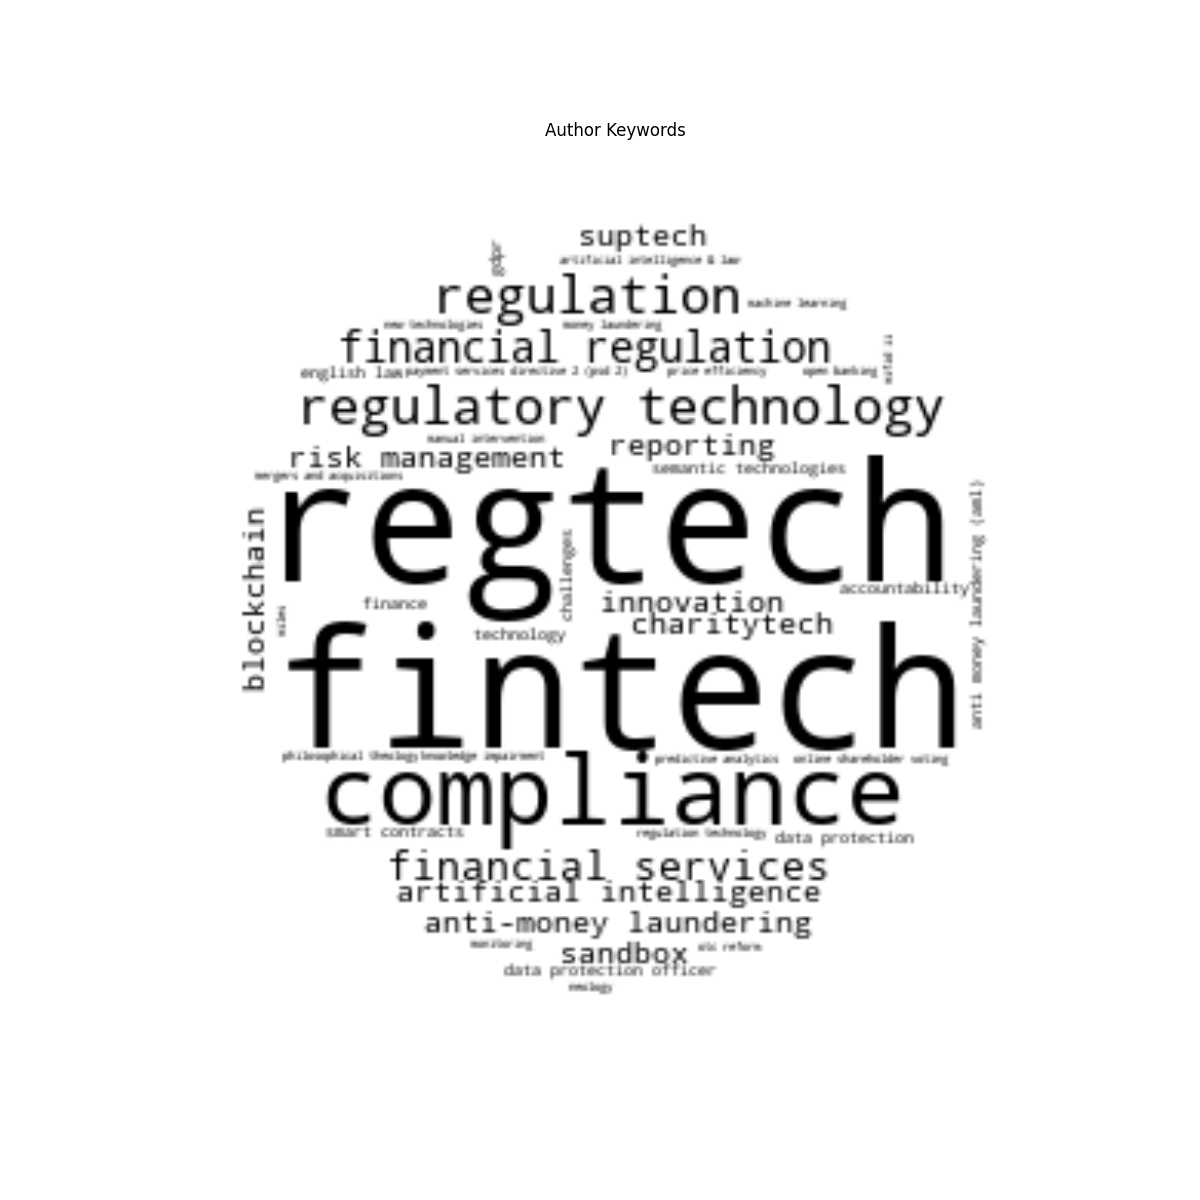 Author Keywords
suptech
gdpr
artificial intelligence & law
regulation
machine learning
new technologies
money laundering
financial regulation
mifid ii
english law
payment services directive 2 (psd 2)
price efficiency
open banking
regulatory technology
manual intervention
reporting
risk management
semantic technologies
mergers and acquisitions
regtech
blockchain
challenges
anti money laundering (aml)
accountability
finance
innovation
technology
charitytech
fintech
philosophical theology
knowledge impairment
predictive analytics
online shareholder voting
compliance
smart contracts
regulation technology
data protection
financial services
artificial intelligence
anti-money laundering
monitoring
sandbox
otc reform
data protection officer